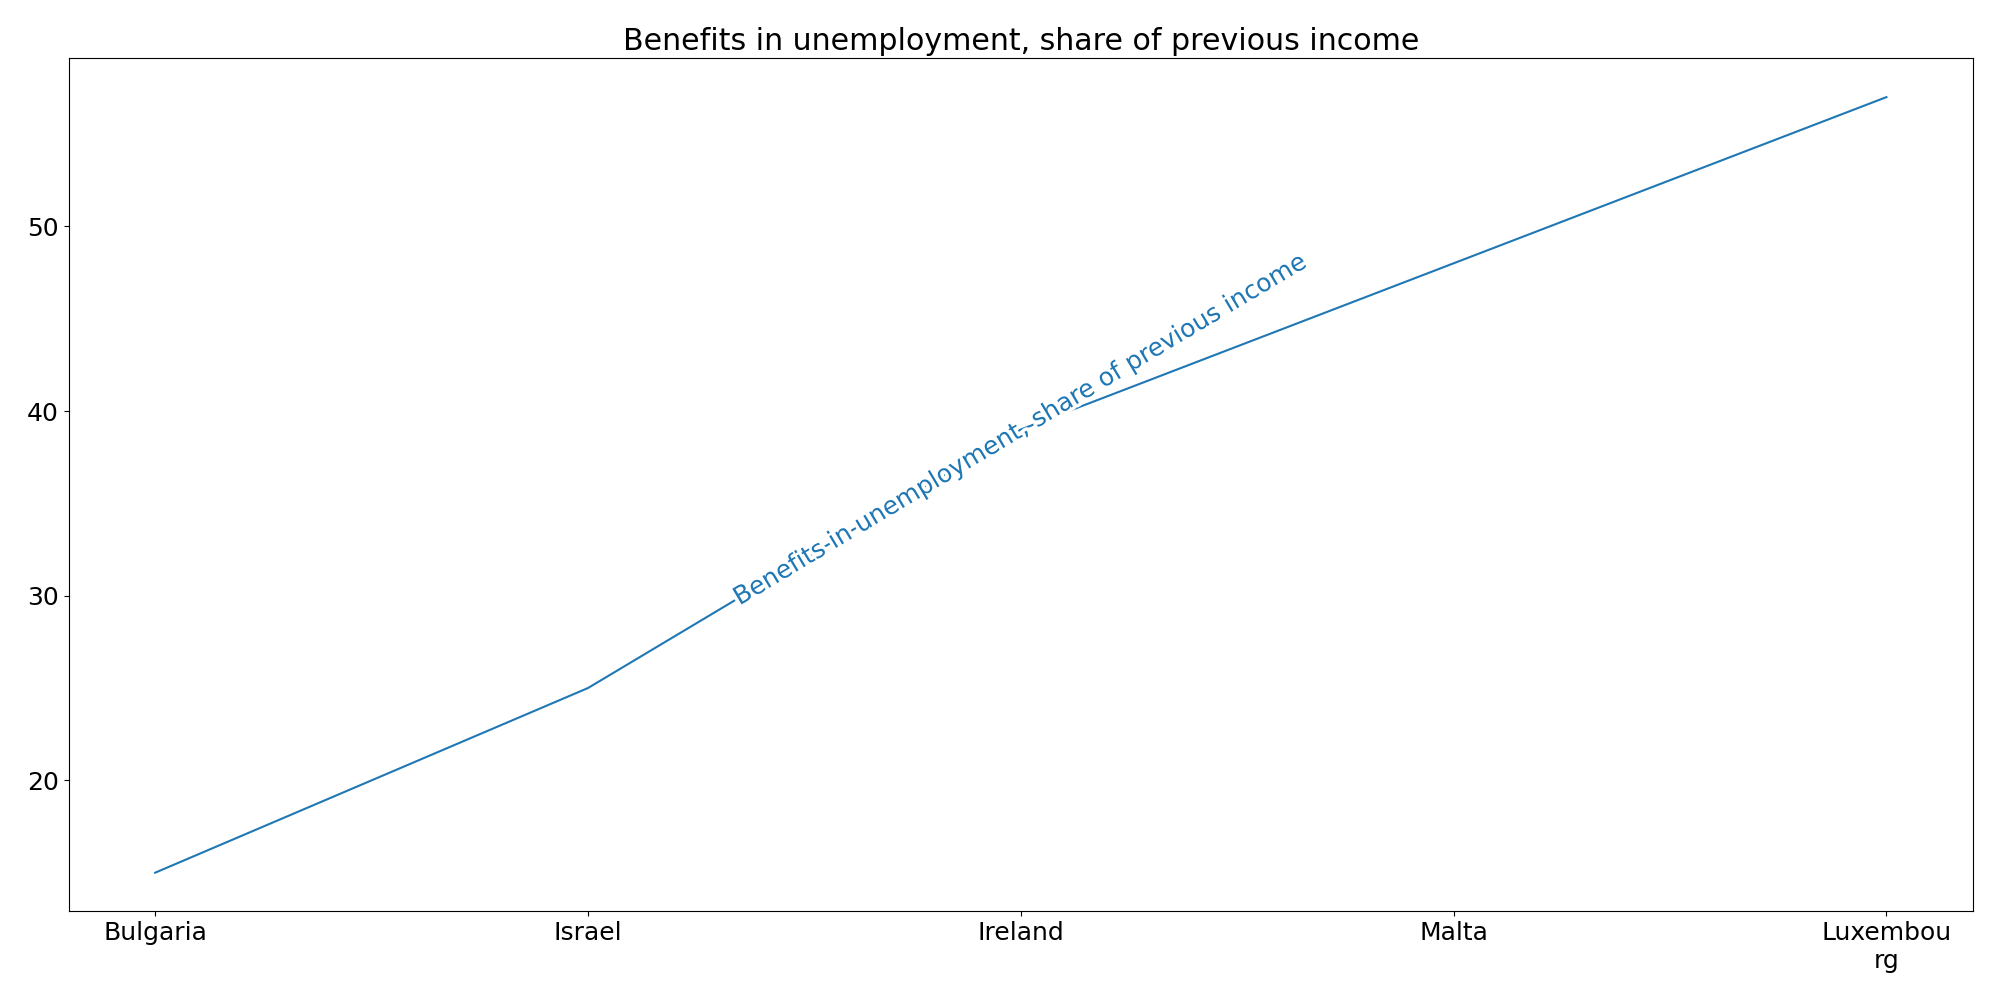 Benefits in unemployment, share of previous income
50
40
30
20
Benefits-in-unemployment,-share of previous income
Bulgaria
Israel
Ireland
Malta
Luxembou
rg